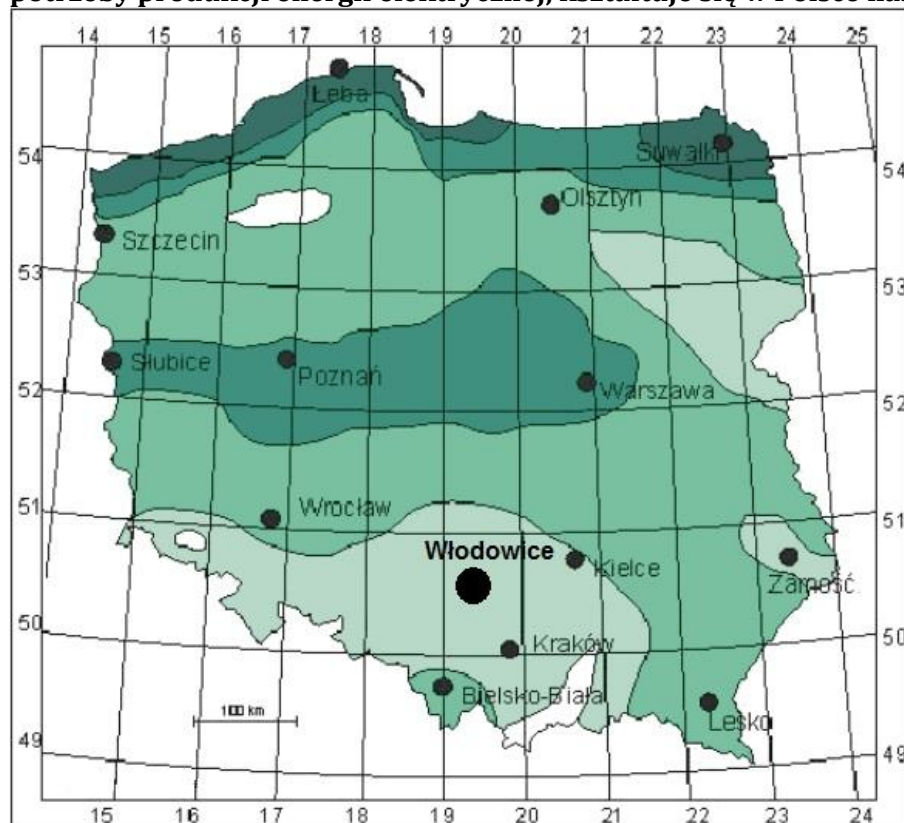 potrzeby produkcji energii elektrycznej, kształtuje się w Polsce
14 15 16 17 18 19 20 21 22 23 24 25
Łeba
54 Suwałki 54
Olsztyn
Szczecin
53 53
Słubice Poznań
52 Warszawa 52
51 Wrocław 51
Włodowice
Kielce Zamość
50 Kraków 50
Bielsko-Biała
100 km Lesko
49 49
15 16 17 18 19 20 21 22 23 24